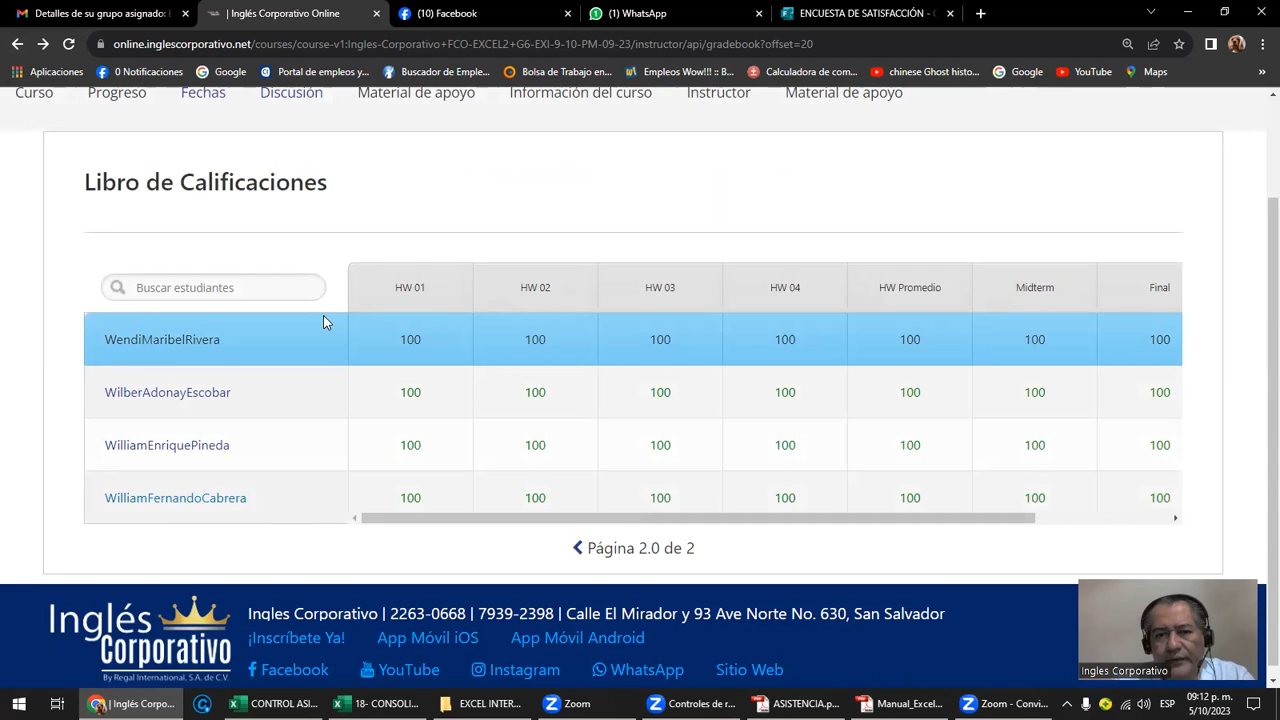 Detalles de su grupo asignado: E
| Inglés Corporativo Online
(10) Facebook
(1) WhatsApp
ENCUESTA DE SATISFACCIÓN - C
online.inglescorporativo.net/courses/course-v1:Ingles-Corporativo+FCO-EXCEL2+G6-EXI-9-10-PM-09-23/instructor/api/gradebook?offset=20
Aplicaciones
0 Notificaciones
Google
Portal de empleos y...
Buscador de Emple...
Bolsa de Trabajo en...
Empleos Wow!!! :: B...
Calculadora de com...
chinese Ghost histo...
Google
YouTube
Maps
Curso Progreso Fechas Discusión Material de apoyo Información del curso Instructor Material de apoyo
Libro de Calificaciones
Buscar estudiantes HW 01 HW 02 HW 03 HW 04 HW Promedio Midterm Final
WendiMaribelRivera 100 100 100 100 100 100 100
WilberAdonayEscobar 100 100 100 100 100 100 100
WilliamEnriquePineda 100 100 100 100 100 100 100
WilliamFernandoCabrera 100 100 100 100 100 100 100
Página 2.0 de 2
Inglés Corporativo
By Regal International, S.A. de C.V.
Ingles Corporativo | 2263-0668 | 7939-2398 | Calle El Mirador y 93 Ave Norte No. 630, San Salvador
¡Inscríbete Ya! App Móvil iOS App Móvil Android
Facebook YouTube Instagram WhatsApp Sitio Web
Inglés Corporativo
| Inglés Corpo...
CONTROL ASI...
18- CONSOLI...
EXCEL INTER...
Zoom
Controles de r...
ASISTENCIA.p...
Manual_Excel...
Zoom - Convi...
ESP
09:12 p. m.
5/10/2023